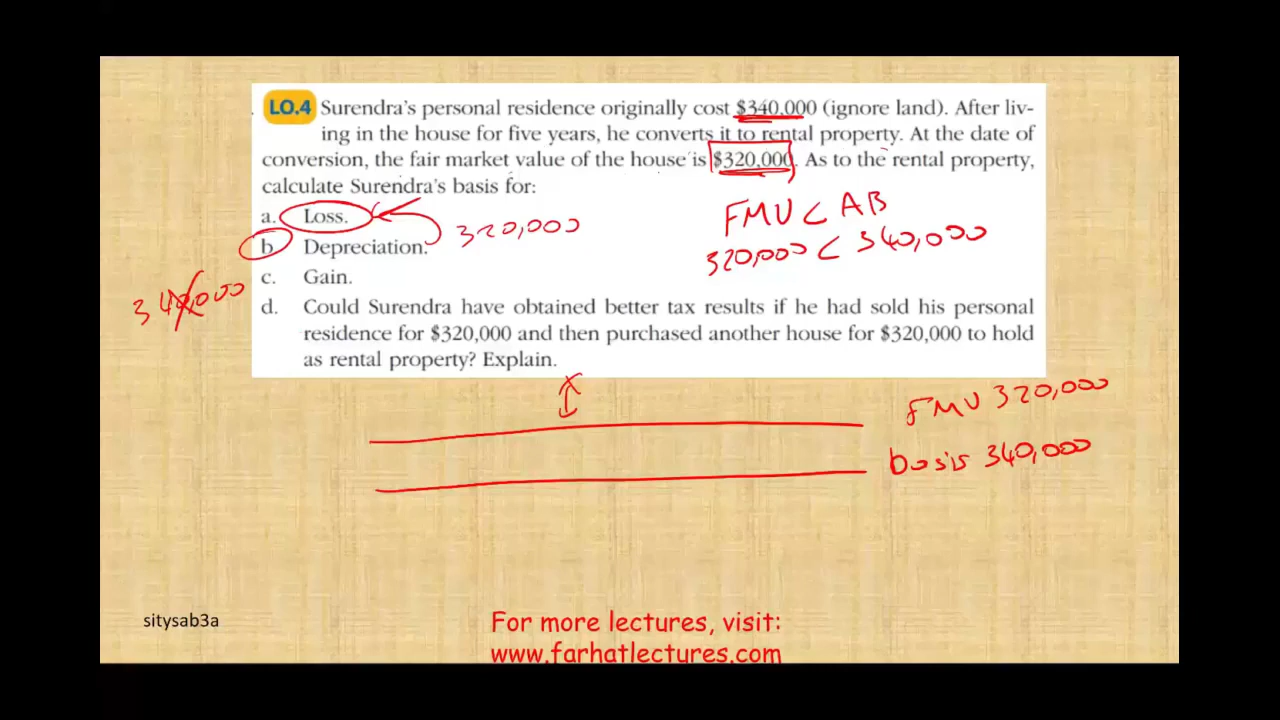 LO.4 Surendra's personal residence originally cost $340,000 (ignore land). After liv-
ing in the house for five years, he converts it to rental property. At the date of
conversion, the fair market value of the house is $320,000. As to the rental property,
calculate Surendra's basis for:
a. Loss.
b. Depreciation.
320,000
FMV < AB
320,000 < 340,000
c. Gain.
340,000
d. Could Surendra have obtained better tax results if he had sold his personal
residence for $320,000 and then purchased another house for $320,000 to hold
as rental property? Explain.
FMV 320,000
basis 340,000
sitysab3a
For more lectures, visit:
www.farhatlectures.com